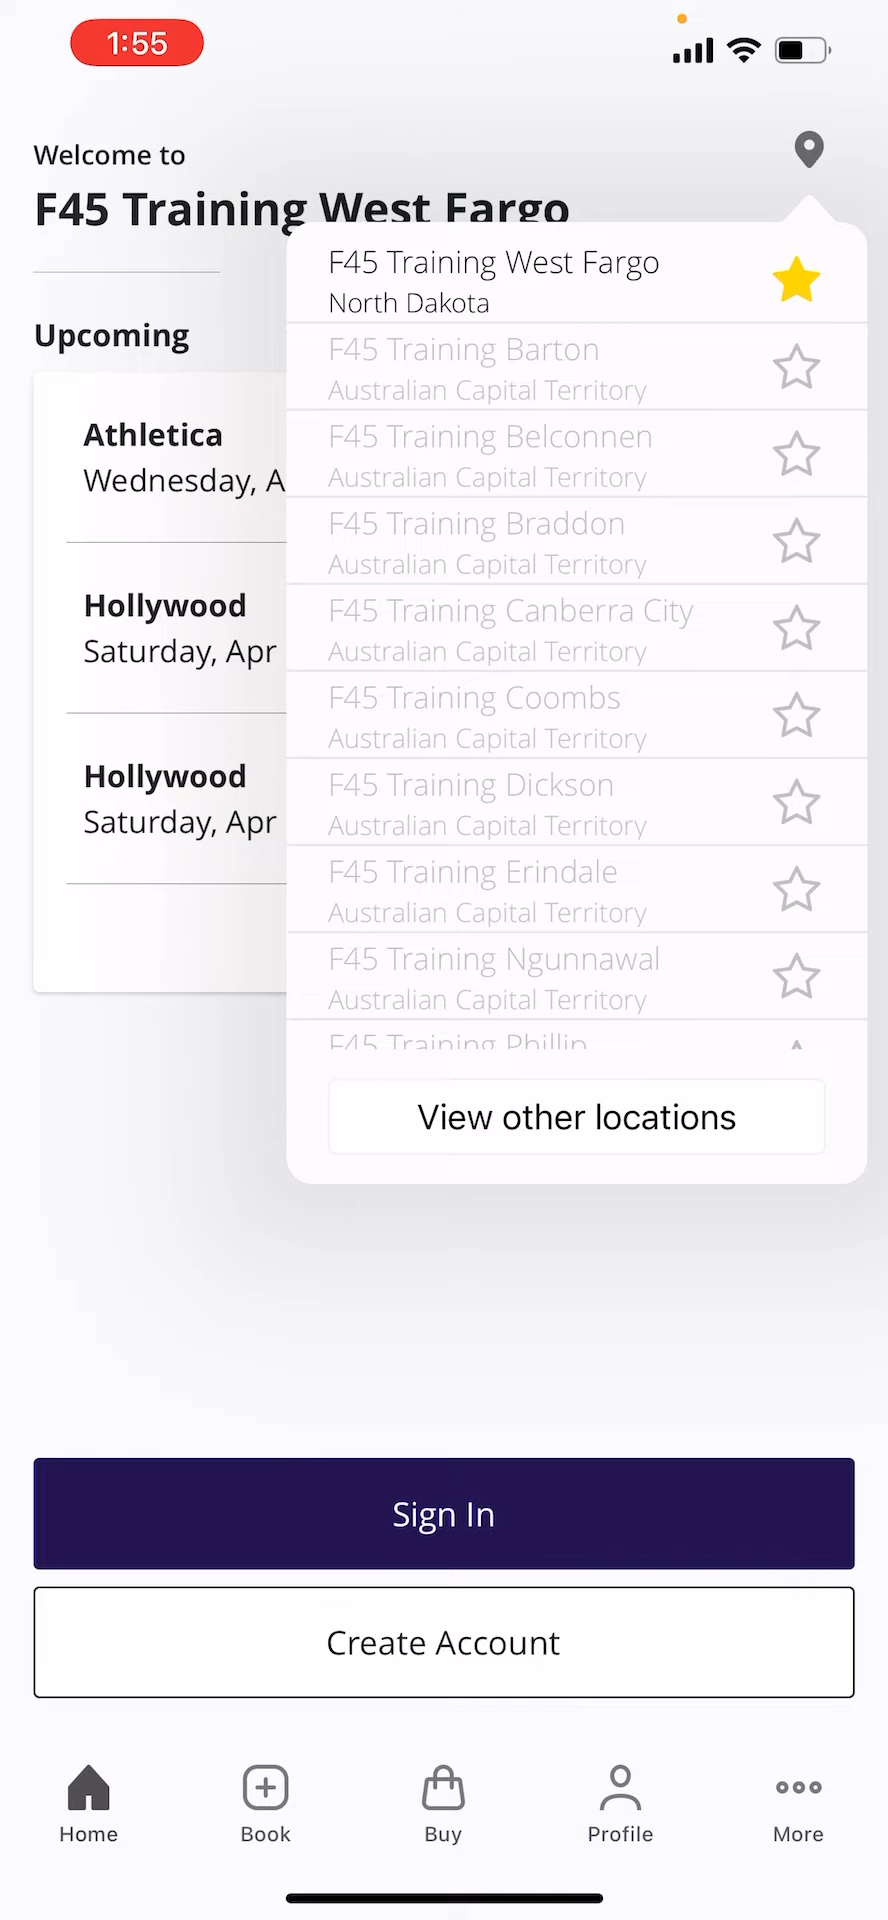 1:55
Welcome to
F45 Training West Fargo
Upcoming
Athletica
Wednesday, A
Hollywood
Saturday, Apr
Hollywood
Saturday, Apr
F45 Training West Fargo
North Dakota
F45 Training Barton
Australian Capital Territory
F45 Training Belconnen
Australian Capital Territory
F45 Training Braddon
Australian Capital Territory
F45 Training Canberra City
Australian Capital Territory
F45 Training Coombs
Australian Capital Territory
F45 Training Dickson
Australian Capital Territory
F45 Training Erindale
Australian Capital Territory
F45 Training Ngunnawal
Australian Capital Territory
F45 Training Phillip
View other locations
Sign In
Create Account
Home
Book
Buy
Profile
More